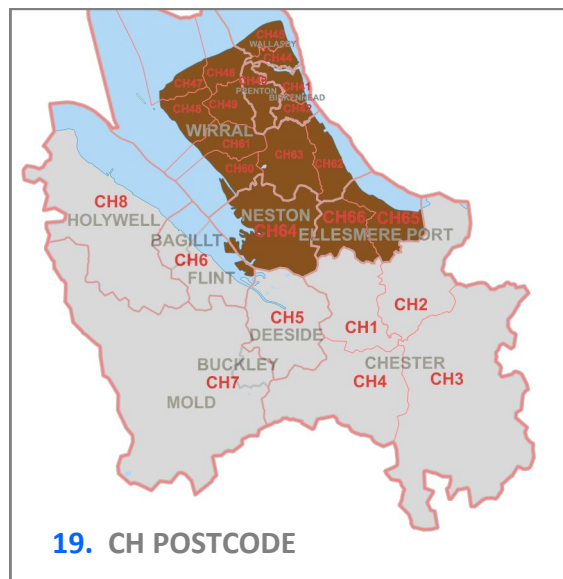 CH45
WALLASEY
CH44
CH46
CH47
CH41
PRENTON
BIRKENHEAD
CH48
CH49
CH42
WIRRAL
CH61
CH63
CH62
CH60
CH8
HOLYWELL
NESTON
CH66
CH65
CH64
ELLESMERE PORT
BAGILLT
CH6
FLINT
CH5
DEESIDE
CH1
CH2
BUCKLEY
CH7
MOLD
CHESTER
CH4
CH3
19. CH POSTCODE